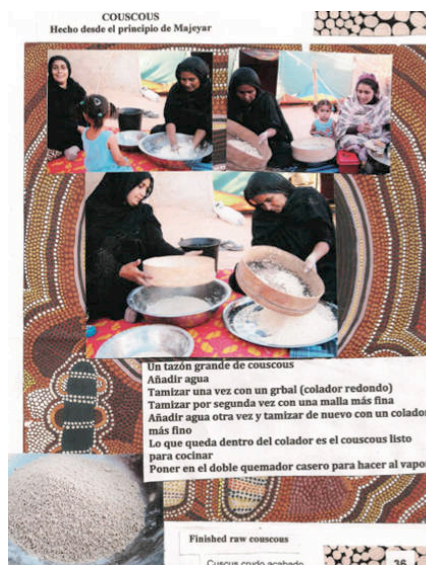 COUSCOUS
Hecho desde el principio de Majeyar
Un tazón grande de couscous
Añadir agua
Tamizar una vez con un grbal (colador redondo)
Tamizar por segunda vez con una malla más fina
Añadir agua otra vez y tamizar de nuevo con un colador
más fino
Lo que queda dentro del colador es el couscous listo
para cocinar
Poner en el doble quemador casero para hacer al vapo
Finished raw couscous
Cuscus crudo acabado
36